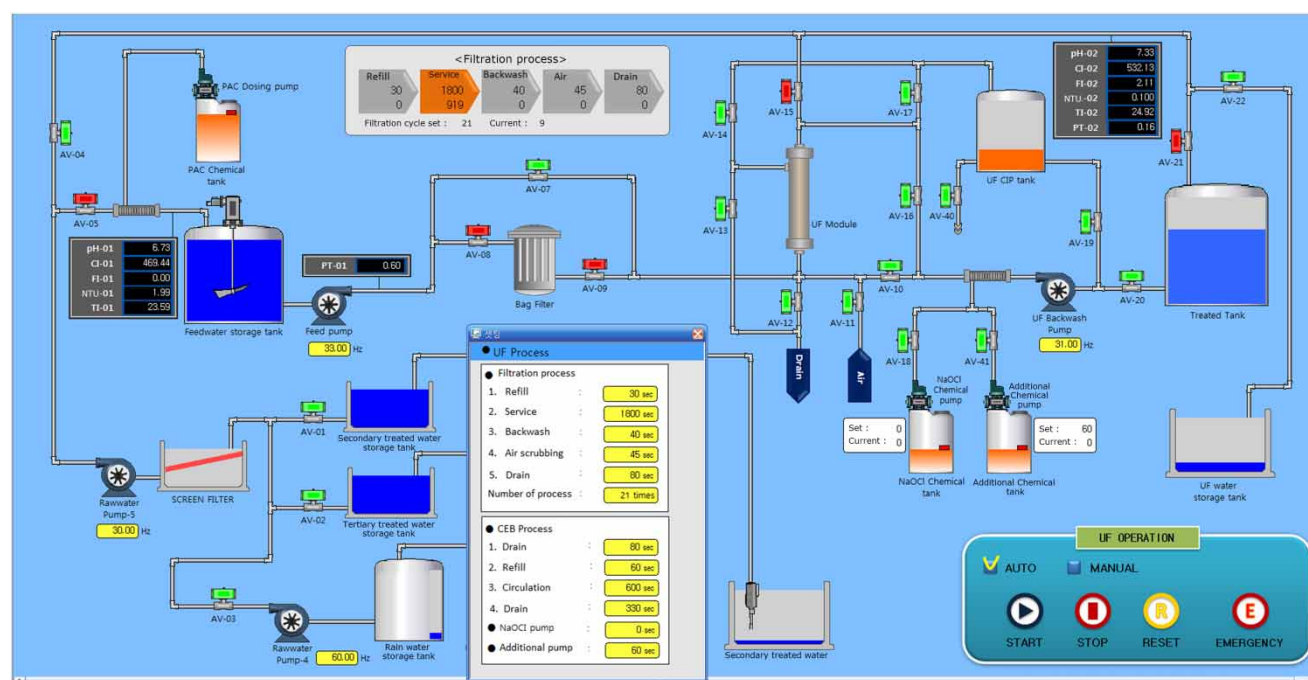 <Filtration process>
Refill Service Backwash Air Drain
30 1800 40 45 80
0 919 0 0 0
Filtration cycle set : 21 Current : 9
PAC Dosing pump
PAC Chemical
tank
AV-04
AV-05
pH-01 6.73
CI-01 469.44
FI-01 0.00
NTU-01 1.99
TI-01 23.59
Feedwater storage tank
PT-01 0.60
Feed pump
33.00 Hz
AV-07
AV-08
Bag Filter
AV-09
AV-14
AV-15
AV-17
AV-13
UF Module
AV-16
AV-12
AV-11
AV-10
Drain
Air
UF CIP tank
AV-40
AV-19
pH-02 7.33
CI-02 532.13
FI-02 2.11
NTU-02 0.100
TI-02 24.92
PT-02 0.16
AV-22
AV-21
Treated Tank
AV-20
UF Backwash
Pump
31.00 Hz
AV-18
AV-41
NaOCl
Chemical
pump
Additional
Chemical
pump
Set : 0
Current : 0
Set : 60
Current : 0
NaOCl Chemical
tank
Additional Chemical
tank
UF water
storage tank
AV-01
Secondary treated water
storage tank
AV-02
Tertiary treated water
storage tank
SCREEN FILTER
Rawwater
Pump-5
30.00 Hz
AV-03
Rawwater
Pump-4
60.00 Hz
Rain water
storage tank
Secondary treated water
셋팅
● UF Process
● Filtration process
1. Refill : 30 sec
2. Service : 1800 sec
3. Backwash : 40 sec
4. Air scrubbing : 45 sec
5. Drain : 80 sec
Number of process : 21 times
● CEB Process
1. Drain : 80 sec
2. Refill : 60 sec
3. Circulation : 600 sec
4. Drain : 330 sec
● NaOCI pump : 0 sec
● Additional pump : 60 sec
UF OPERATION
AUTO MANUAL
R E
START STOP RESET EMERGENCY